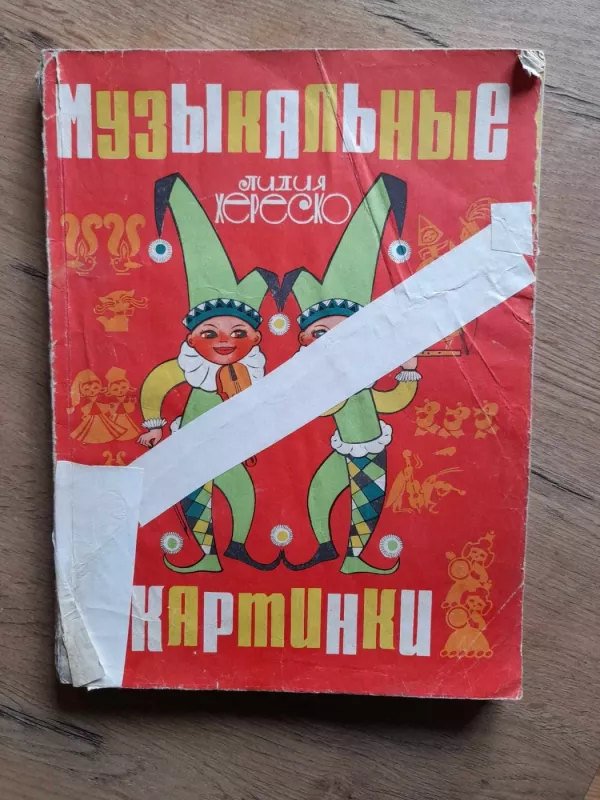 Музыкальные
Лидия
Хереско
картинки